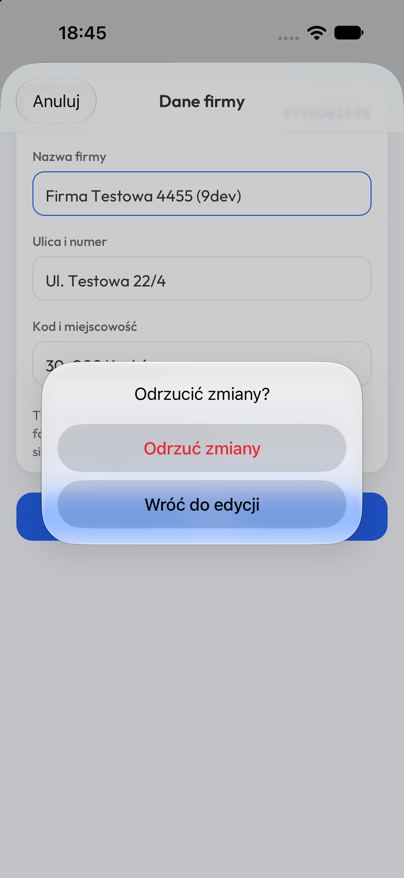 18:45
Anuluj
Dane firmy
Nazwa firmy
Firma Testowa 4455 (9dev)
Ulica i numer
Ul. Testowa 22/4
Kod i miejscowość
Odrzucić zmiany?
Odrzuć zmiany
Wróć do edycji